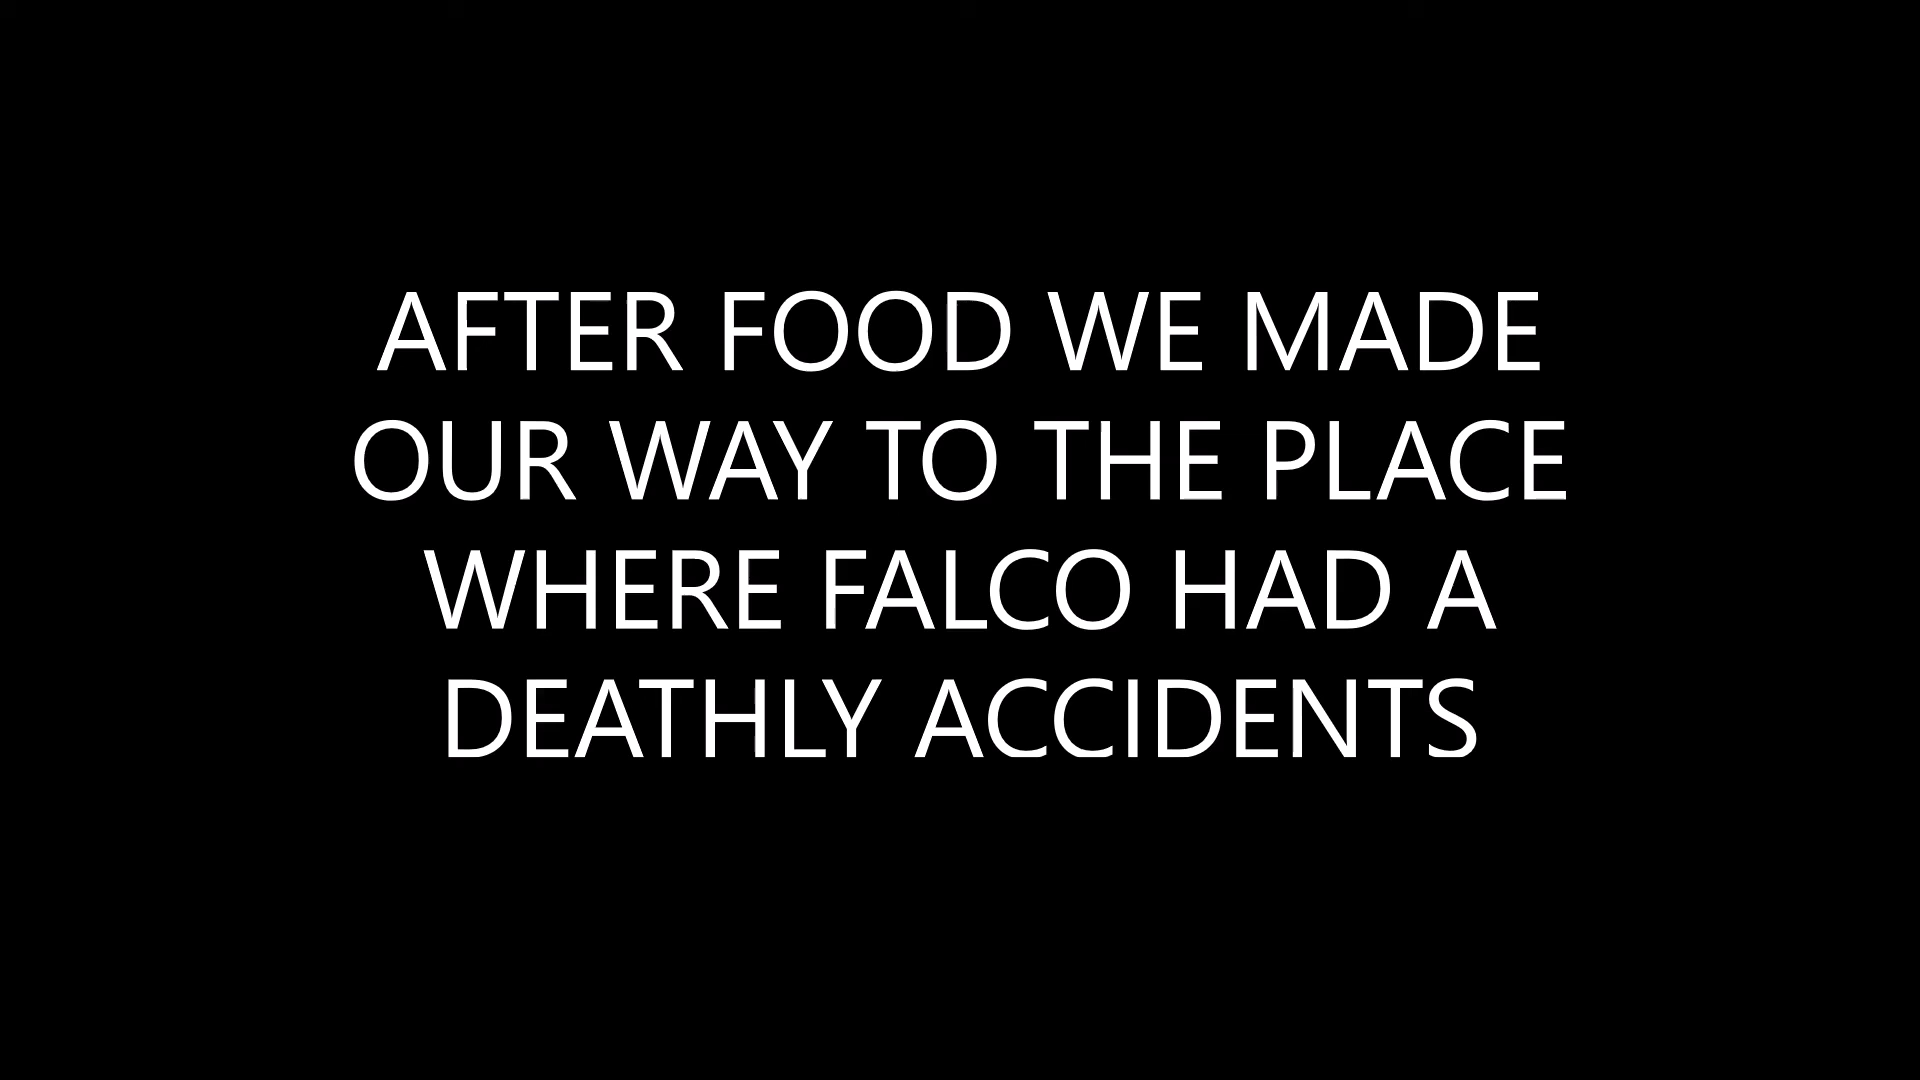 AFTER FOOD WE MADE
OUR WAY TO THE PLACE
WHERE FALCO HAD A
DEATHLY ACCIDENTS